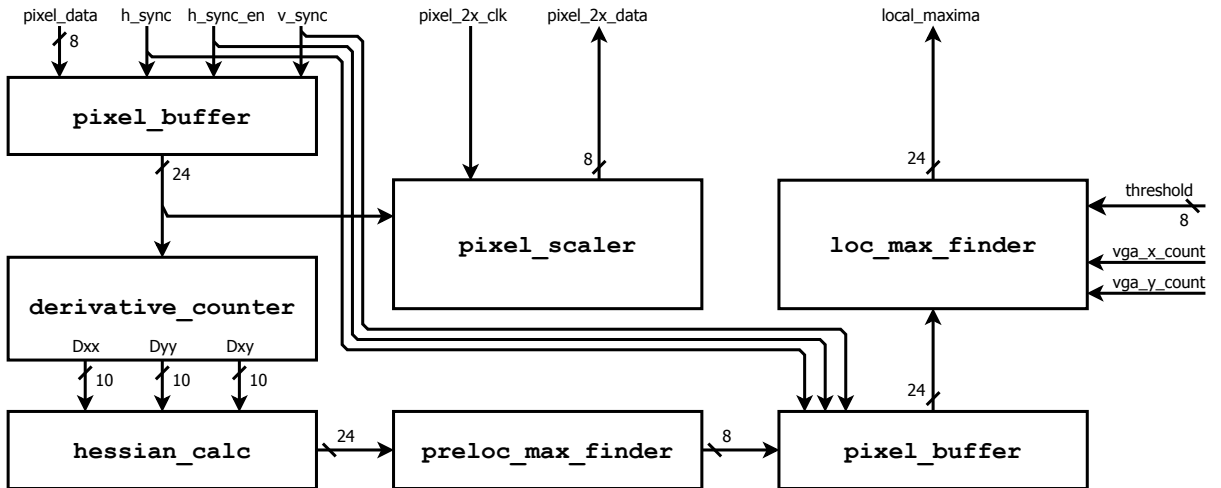 pixel_data h_sync h_sync_en v_sync pixel_2x_clk pixel_2x_data local_maxima
8
pixel_buffer
24
8
24
threshold
8
pixel_scaler
loc_max_finder
vga_x_count
vga_y_count
derivative_counter
Dxx Dyy Dxy
10 10 10
24
hessian_calc
24
preloc_max_finder
8
pixel_buffer